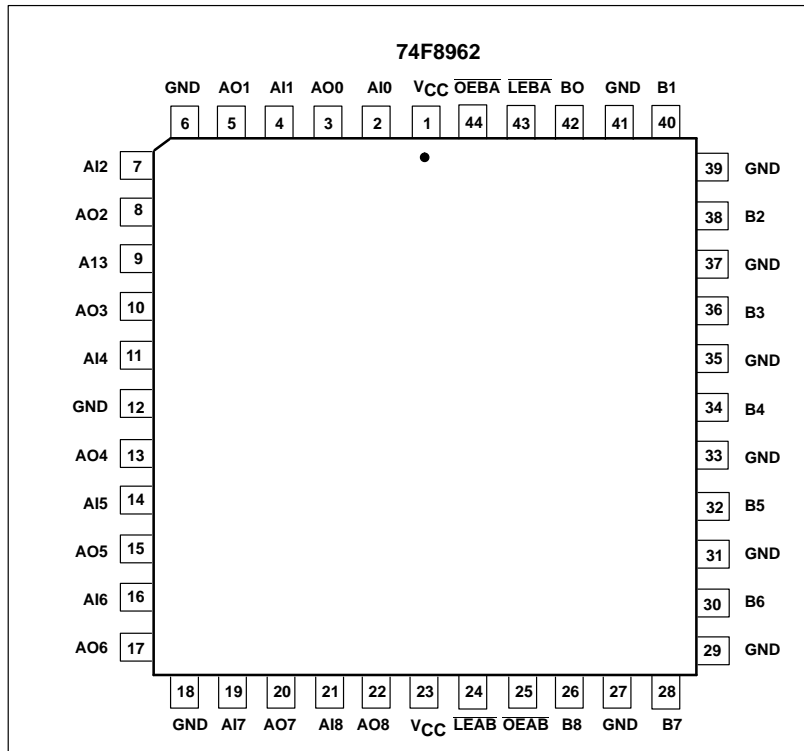 74F8962
GND AO1 AI1 AO0 AI0 VCC OEBA LEBA BO GND B1
6 5 4 3 2 1 44 43 42 41 40
AI2 7 39 GND
AO2 8 38 B2
A13 9 37 GND
AO3 10 36 B3
AI4 11 35 GND
GND 12 34 B4
AO4 13 33 GND
AI5 14 32 B5
AO5 15 31 GND
AI6 16 30 B6
AO6 17 29 GND
18 19 20 21 22 23 24 25 26 27 28
GND AI7 AO7 AI8 AO8 VCC LEAB OEAB B8 GND B7